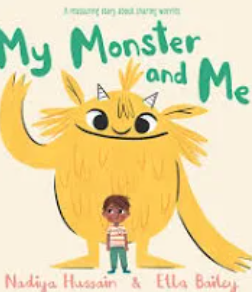 A reassuring story about sharing worries
My Monster
and Me
Nadiya Hussain & Ella Bailey